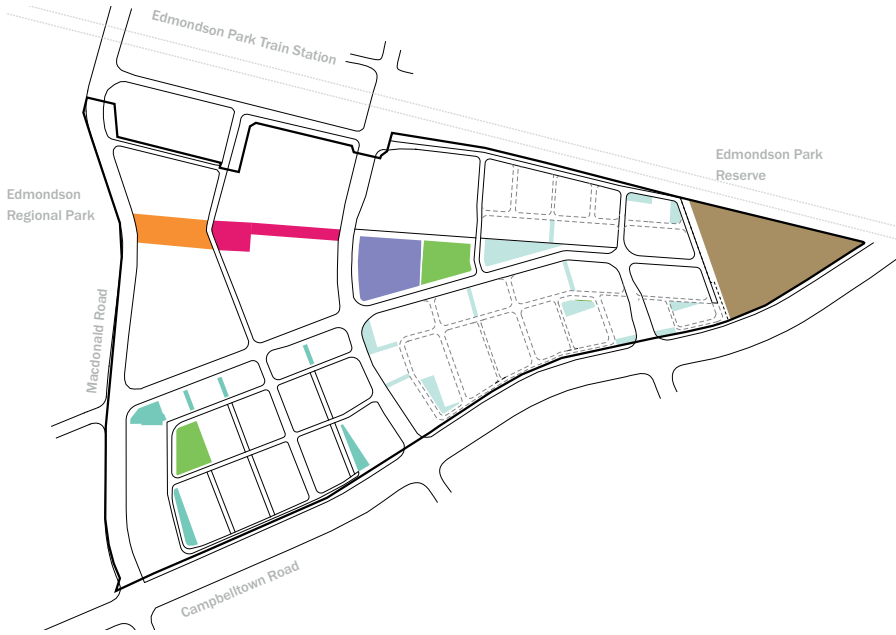 Edmondson Park Train Station
Edmondson Park
Reserve
Edmondson
Regional Park
Macdonald Road
Campbelltown Road